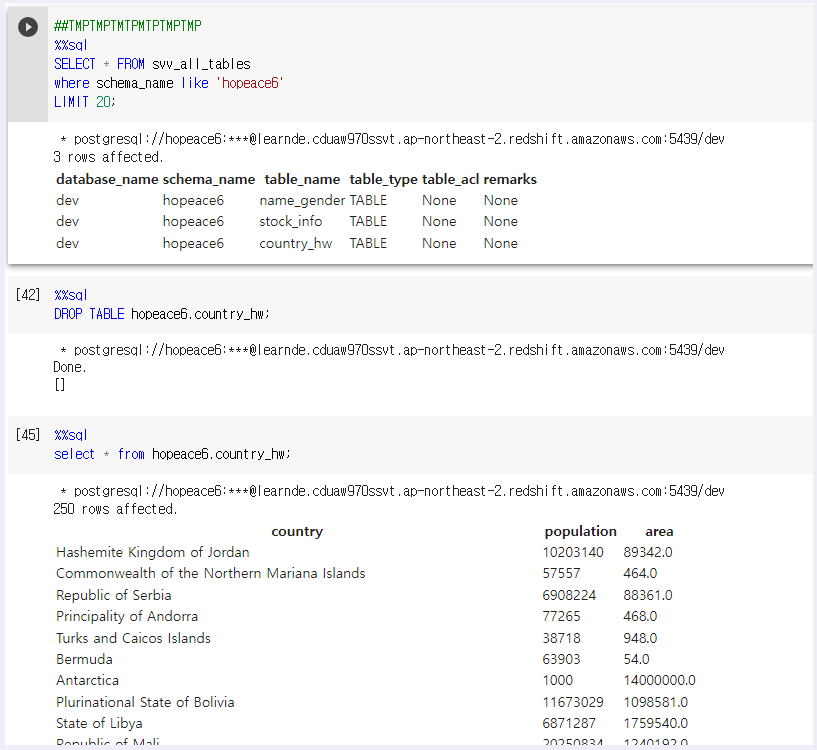 ##TMPTMPTMTPMTPTMPTMP
%%sql
SELECT * FROM svv_all_tables
where schema_name like 'hopeace6'
LIMIT 20;
* postgresql://hopeace6:***@learnde.cduaw970ssvt.ap-northeast-2.redshift.amazonaws.com:5439/dev
3 rows affected.
database_name schema_name table_name table_type table_acl remarks
dev hopeace6 name_gender TABLE None None
dev hopeace6 stock_info TABLE None None
dev hopeace6 country_hw TABLE None None
[42] %%sql
DROP TABLE hopeace6.country_hw;
* postgresql://hopeace6:***@learnde.cduaw970ssvt.ap-northeast-2.redshift.amazonaws.com:5439/dev
Done.
[]
[45] %%sql
select * from hopeace6.country_hw;
* postgresql://hopeace6:***@learnde.cduaw970ssvt.ap-northeast-2.redshift.amazonaws.com:5439/dev
250 rows affected.
country population area
Hashemite Kingdom of Jordan 10203140 89342.0
Commonwealth of the Northern Mariana Islands 57557 464.0
Republic of Serbia 6908224 88361.0
Principality of Andorra 77265 468.0
Turks and Caicos Islands 38718 948.0
Bermuda 63903 54.0
Antarctica 1000 14000000.0
Plurinational State of Bolivia 11673029 1098581.0
State of Libya 6871287 1759540.0
Republic of Mali 20250834 1240192.0